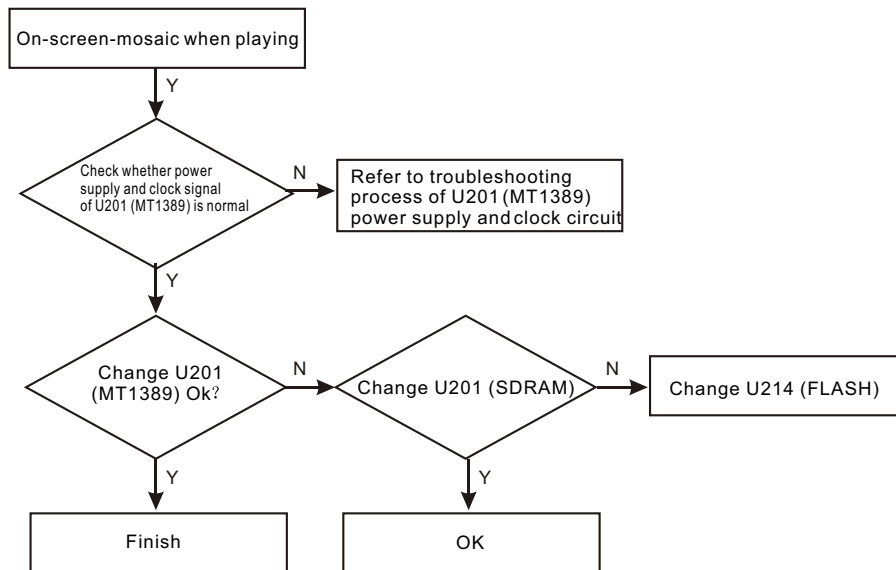 On-screen-mosaic when playing
Y
Check whether power
supply and clock signal
of U201 (MT1389) is normal
N
Refer to troubleshooting
process of U201 (MT1389)
power supply and clock circuit
Y
Change U201
(MT1389) Ok?
N
Change U201 (SDRAM)
N
Change U214 (FLASH)
Y
Y
Finish
OK